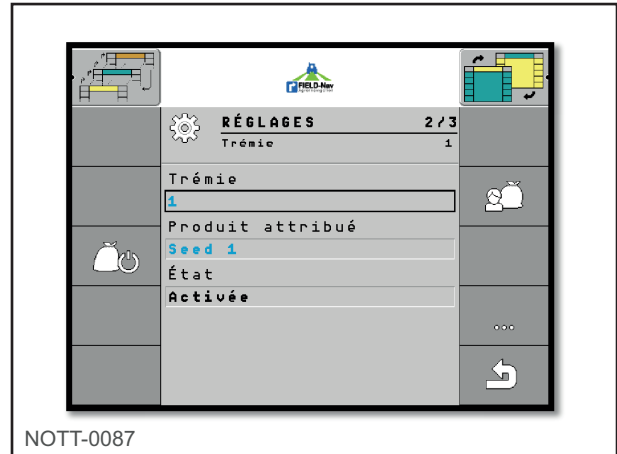 FIELD-Nav
RÉGLAGES 2/3
Trémie 1
Trémie
1
Produit attribué
Seed 1
État
Activée
...
NOTT-0087